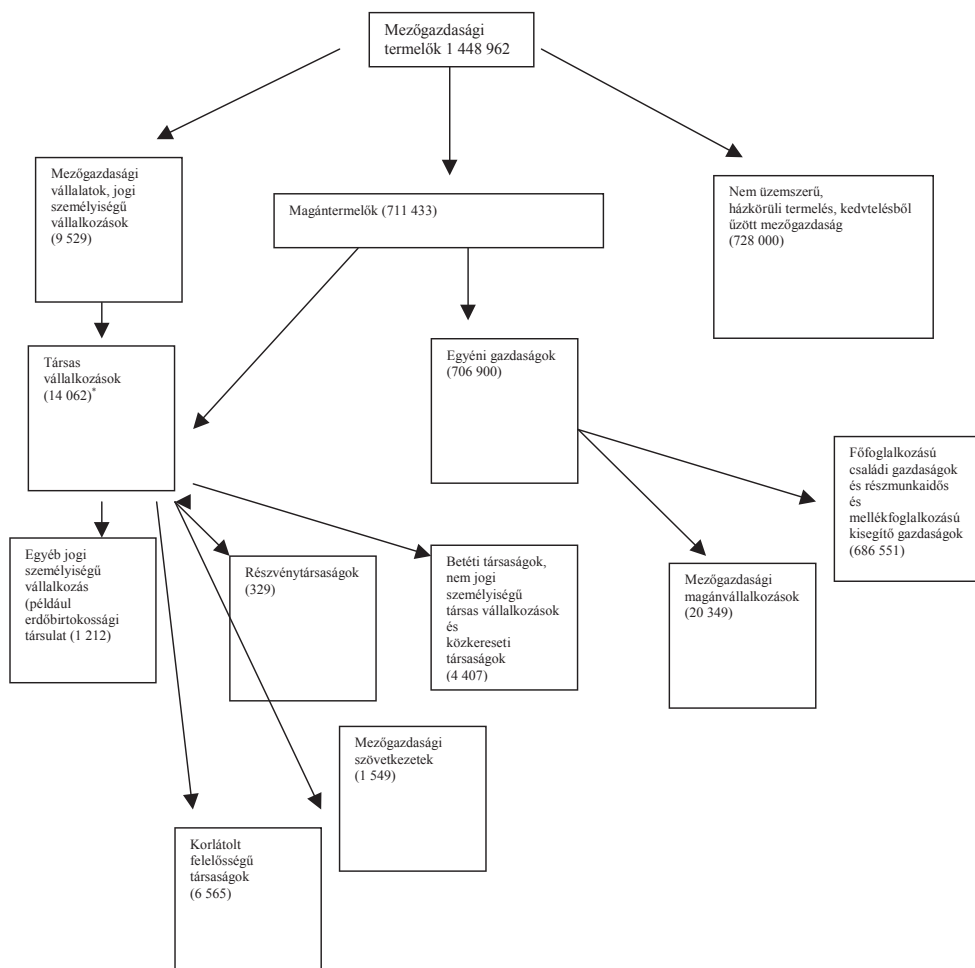 Mezőgazdasági
termelők 1 448 962
Mezőgazdasági
vállalatok, jogi
személyiségű
vállalkozások
(9 529)
Magántermelők (711 433)
Nem üzemszerű,
házkörüli termelés, kedvtelésből
űzött mezőgazdaság
(728 000)
Társas
vállalkozások
(14 062)*
Egyéni gazdaságok
(706 900)
Főfoglalkozású
családi gazdaságok
és részmunkaidős
és
mellékfoglalkozású
kisegítő gazdaságok
(686 551)
Egyéb jogi
személyiségű
vállalkozás
(például
erdőbirtokossági
társulat (1 212)
Részvénytársaságok
(329)
Betéti társaságok,
nem jogi
személyiségű
társas vállalkozások
és
közkereseti
társaságok
(4 407)
Mezőgazdasági
magánvállalkozások
(20 349)
Mezőgazdasági
szövetkezetek
(1 549)
Korlátolt
felelősségű
társaságok
(6 565)